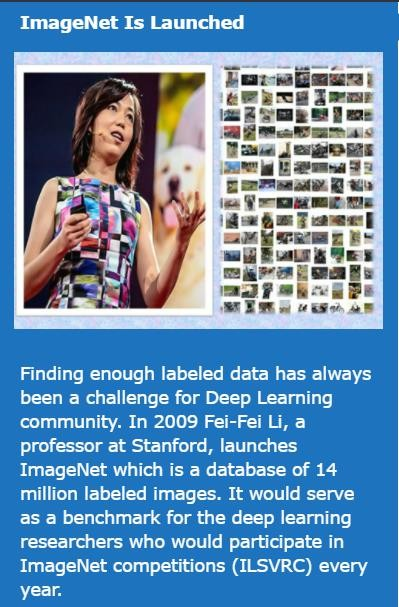 ImageNet Is Launched
Finding enough labeled data has always
been a challenge for Deep Learning
community. In 2009 Fei-Fei Li, a
professor at Stanford, launches
ImageNet which is a database of 14
million labeled images. It would serve
as a benchmark for the deep learning
researchers who would participate in
ImageNet competitions (ILSVRC) every
year.